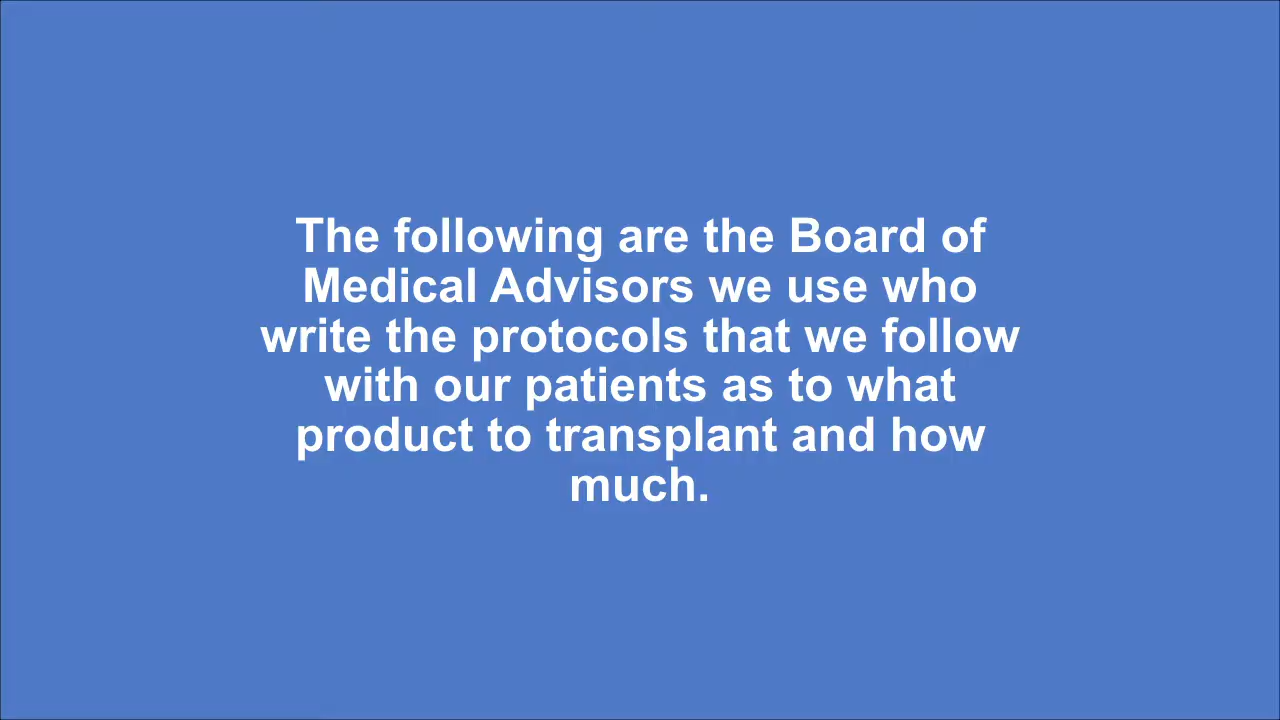 The following are the Board of
Medical Advisors we use who
write the protocols that we follow
with our patients as to what
product to transplant and how
much.